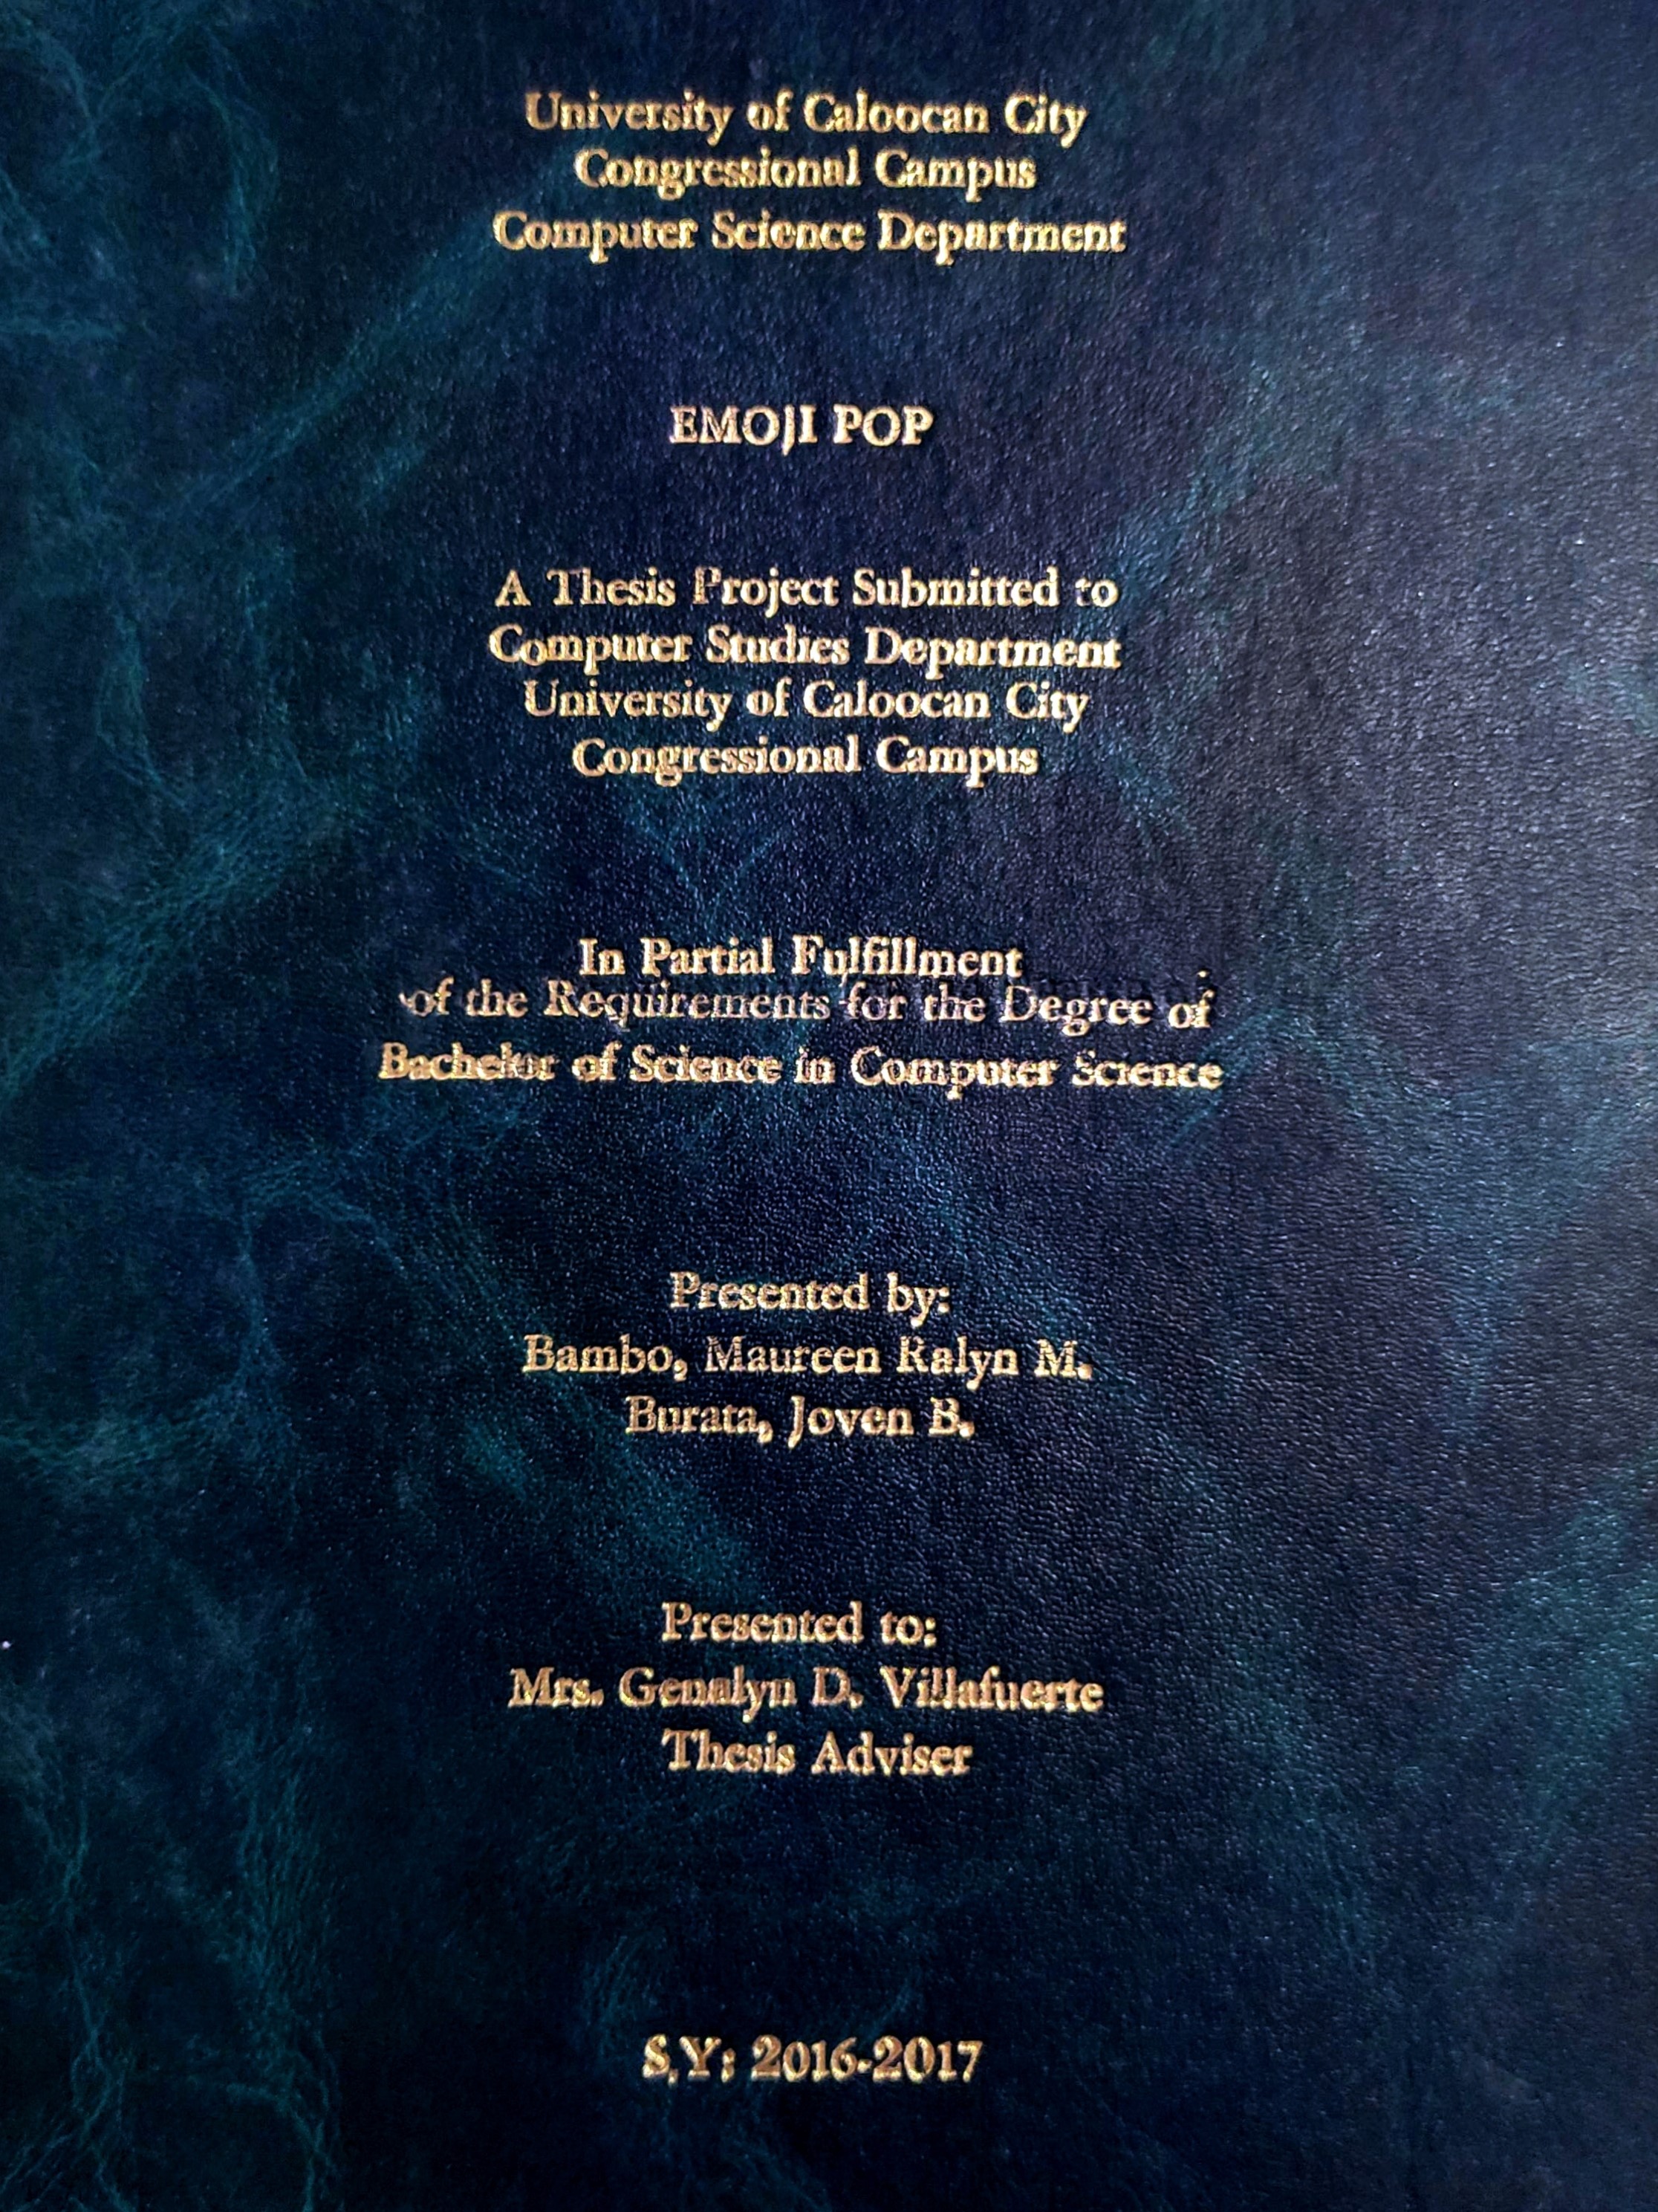 University of Caloocan City
Congressional Campus
Computer Science Department
EMOJI POP
A Thesis Project Submitted to
Computer Studies Department
University of Caloocan City
Congressional Campus
In Partial Fulfillment
of the Requirements for the Degree of
Bachelor of Science in Computer Science
Presented by:
Bambo, Maureen Ralyn M.
Burata, Joven B.
Presented to:
Mrs. Genalyn D. Villafuerte
Thesis Adviser
S.Y: 2016-2017